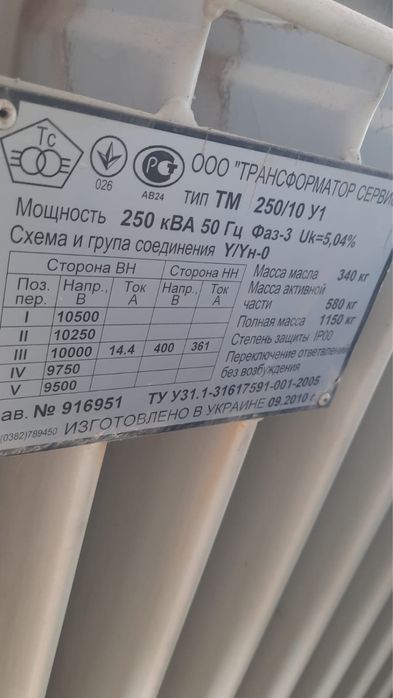 Тс
026
РСТ
АВ24
ООО "ТРАНСФОРМАТОР СЕРВИС
ТИП ТМ 250/10 У1
Мощность 250 кВА 50 Гц Фаз-3 Uк=5,04%
Схема и група соединения Y/Yн-0
Сторона ВН Сторона НН
Поз. пер. Напр., В Ток А Напр., В Ток А
I 10500
II 10250
III 10000 14.4 400 361
IV 9750
V 9500
Масса масла 340 кг
Масса активной
части 580 кг
Полная масса 1150 кг
Степень защиты IP00
Переключение ответвлений
без возбуждения
ав. № 916951 ТУ У31.1-31617591-001-2005
(0382)789450 ИЗГОТОВЛЕНО В УКРАИНЕ 09.2010 г.